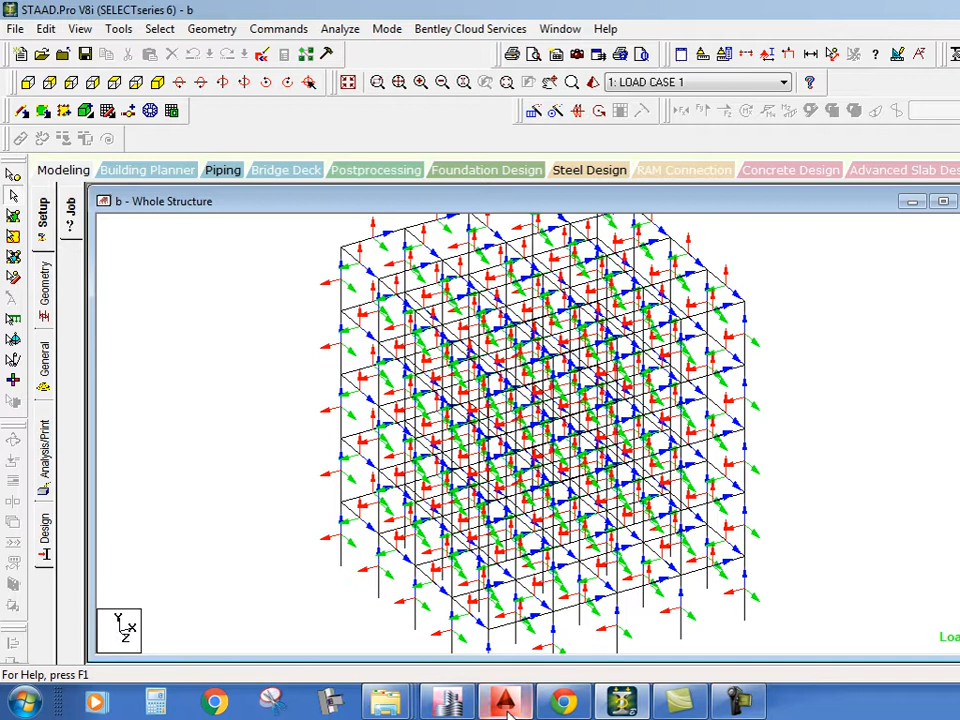 STAAD.Pro V8i (SELECTseries 6) - b
File Edit View Tools Select Geometry Commands Analyze Mode Bentley Cloud Services Window Help
1: LOAD CASE 1
Modeling Building Planner Piping Bridge Deck Postprocessing Foundation Design Steel Design RAM Connection Concrete Design Advanced Slab Des
b - Whole Structure
Setup
Job
Geometry
General
Analysis/Print
Design
Y
X
Z
Loa
For Help, press F1